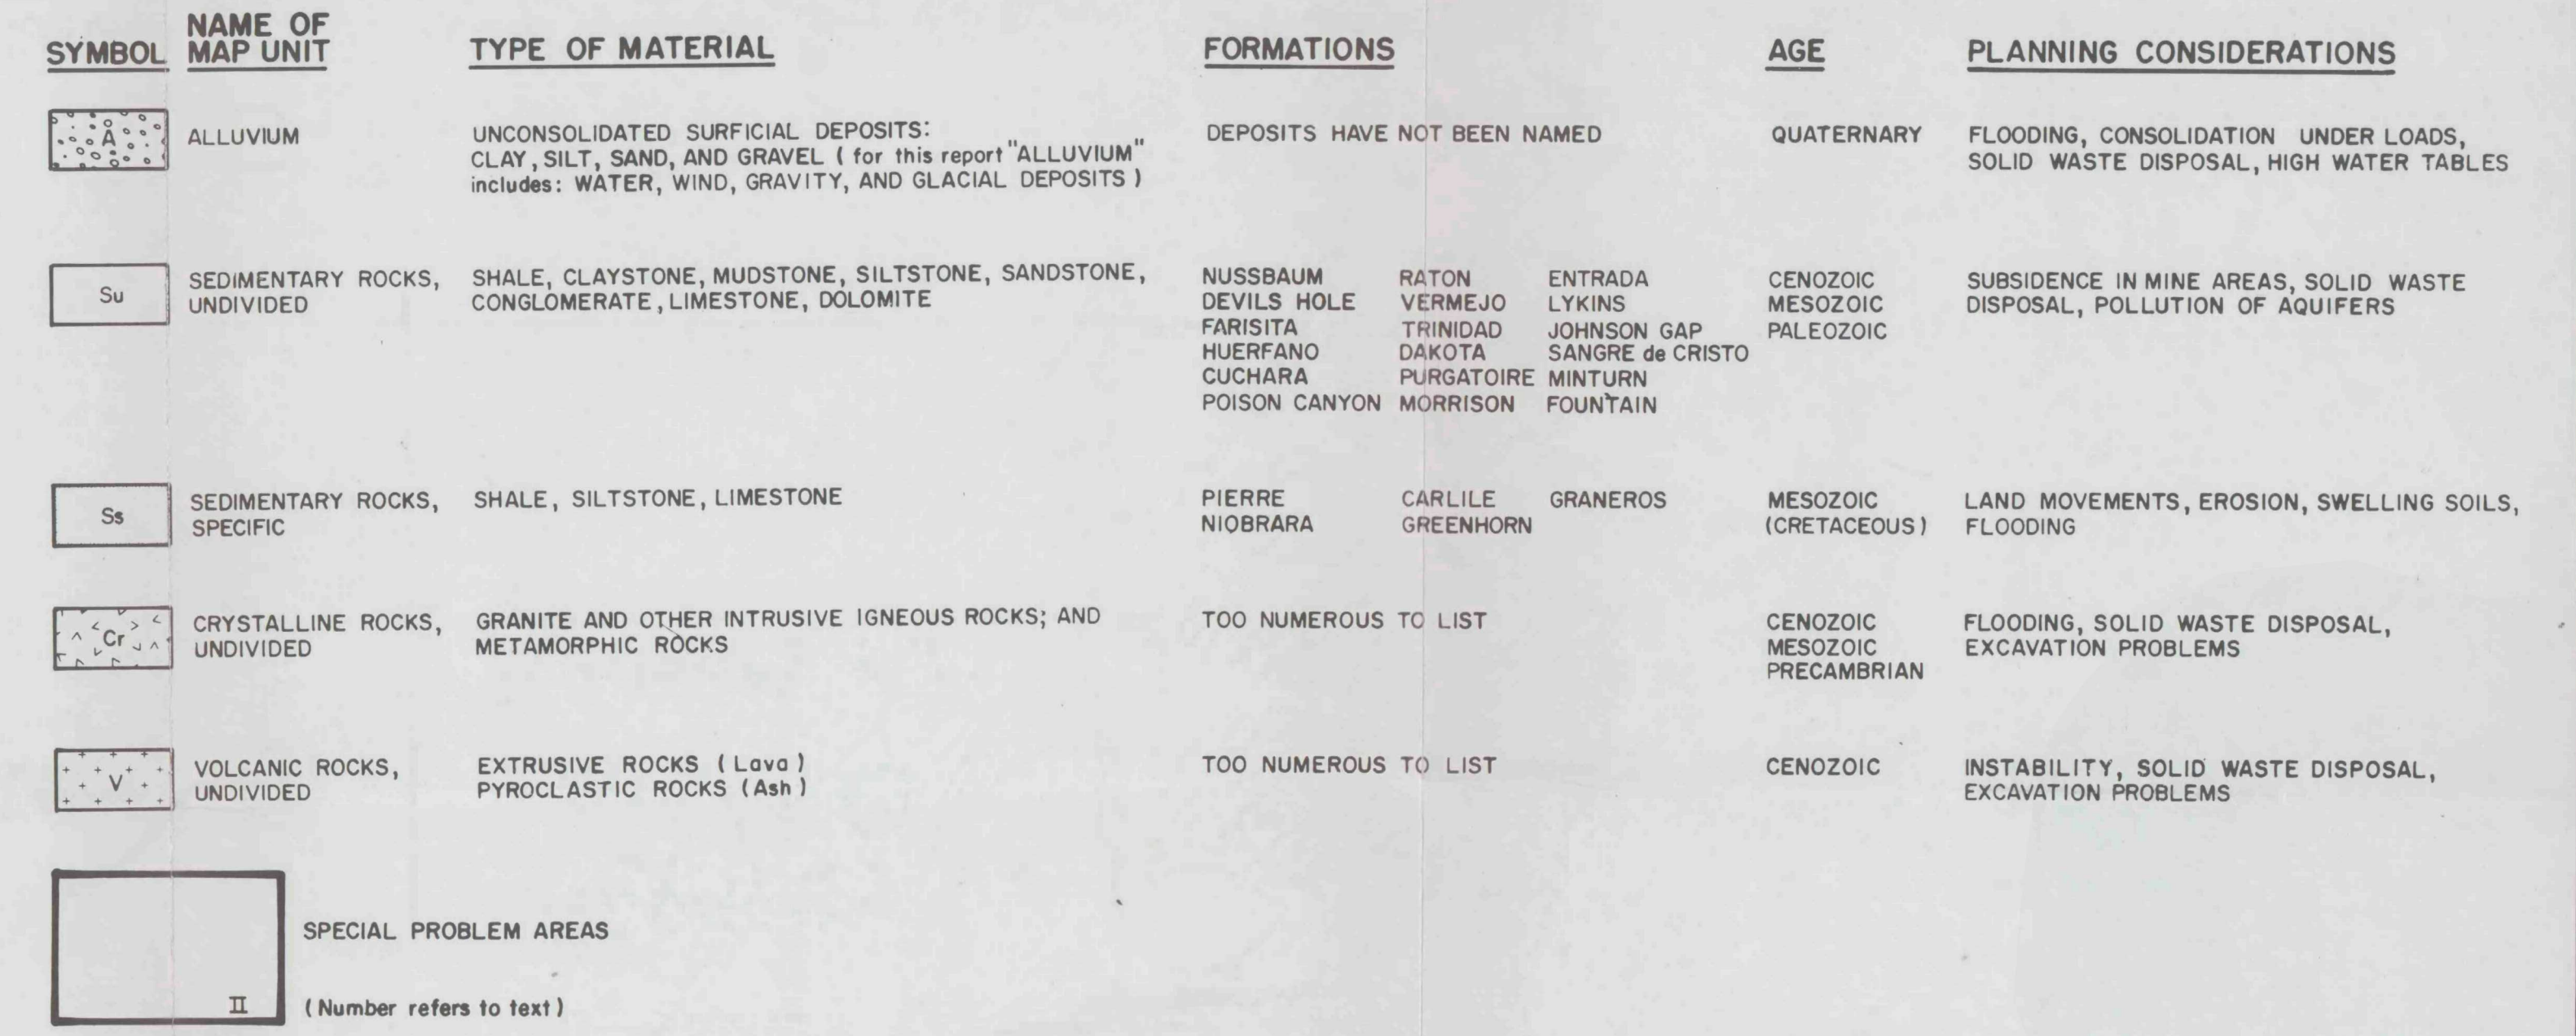 SYMBOL NAME OF MAP UNIT TYPE OF MATERIAL FORMATIONS AGE PLANNING CONSIDERATIONS
A ALLUVIUM UNCONSOLIDATED SURFICIAL DEPOSITS: DEPOSITS HAVE NOT BEEN NAMED QUATERNARY FLOODING, CONSOLIDATION UNDER LOADS,
CLAY, SILT, SAND, AND GRAVEL ( for this report "ALLUVIUM" SOLID WASTE DISPOSAL, HIGH WATER TABLES
includes: WATER, WIND, GRAVITY, AND GLACIAL DEPOSITS )
Su SEDIMENTARY ROCKS, SHALE, CLAYSTONE, MUDSTONE, SILTSTONE, SANDSTONE, NUSSBAUM RATON ENTRADA CENOZOIC SUBSIDENCE IN MINE AREAS, SOLID WASTE
UNDIVIDED CONGLOMERATE, LIMESTONE, DOLOMITE DEVILS HOLE VERMEJO LYKINS MESOZOIC DISPOSAL, POLLUTION OF AQUIFERS
FARISITA TRINIDAD JOHNSON GAP PALEOZOIC
HUERFANO DAKOTA SANGRE de CRISTO
CUCHARA PURGATOIRE MINTURN
POISON CANYON MORRISON FOUNTAIN
Ss SEDIMENTARY ROCKS, SHALE, SILTSTONE, LIMESTONE PIERRE CARLILE GRANEROS MESOZOIC LAND MOVEMENTS, EROSION, SWELLING SOILS,
SPECIFIC NIOBRARA GREENHORN (CRETACEOUS) FLOODING
Cr CRYSTALLINE ROCKS, GRANITE AND OTHER INTRUSIVE IGNEOUS ROCKS; AND TOO NUMEROUS TO LIST CENOZOIC FLOODING, SOLID WASTE DISPOSAL,
UNDIVIDED METAMORPHIC ROCKS MESOZOIC EXCAVATION PROBLEMS
PRECAMBRIAN
V VOLCANIC ROCKS, EXTRUSIVE ROCKS ( Lava ) TOO NUMEROUS TO LIST CENOZOIC INSTABILITY, SOLID WASTE DISPOSAL,
UNDIVIDED PYROCLASTIC ROCKS ( Ash ) EXCAVATION PROBLEMS
SPECIAL PROBLEM AREAS
II ( Number refers to text )